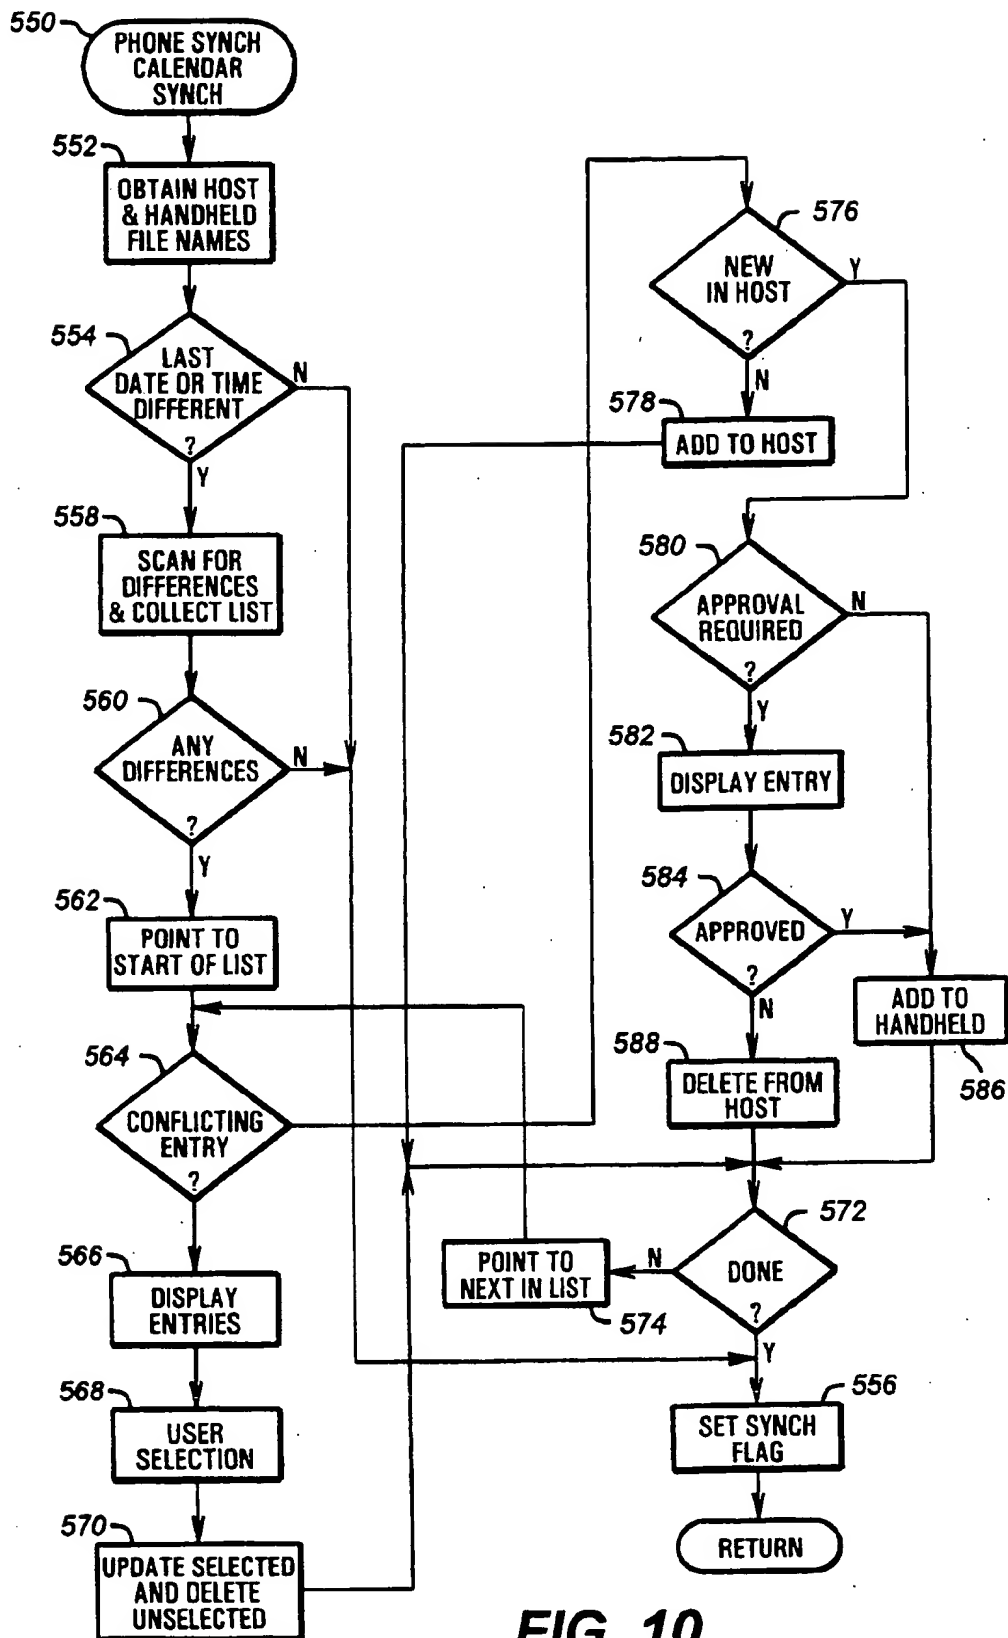 550
PHONE SYNCH
CALENDAR
SYNCH
552
OBTAIN HOST
& HANDHELD
FILE NAMES
554
LAST
DATE OR TIME
DIFFERENT
?
N
Y
558
SCAN FOR
DIFFERENCES
& COLLECT LIST
560
ANY
DIFFERENCES
?
N
Y
562
POINT TO
START OF LIST
564
CONFLICTING
ENTRY
?
566
DISPLAY
ENTRIES
568
USER
SELECTION
570
UPDATE SELECTED
AND DELETE
UNSELECTED
576
NEW
IN HOST
?
Y
N
578
ADD TO HOST
580
APPROVAL
REQUIRED
?
N
Y
582
DISPLAY ENTRY
584
APPROVED
?
Y
N
ADD TO
HANDHELD
586
588
DELETE FROM
HOST
572
DONE
?
N
Y
POINT TO
NEXT IN LIST
574
556
SET SYNCH
FLAG
RETURN
FIG. 10